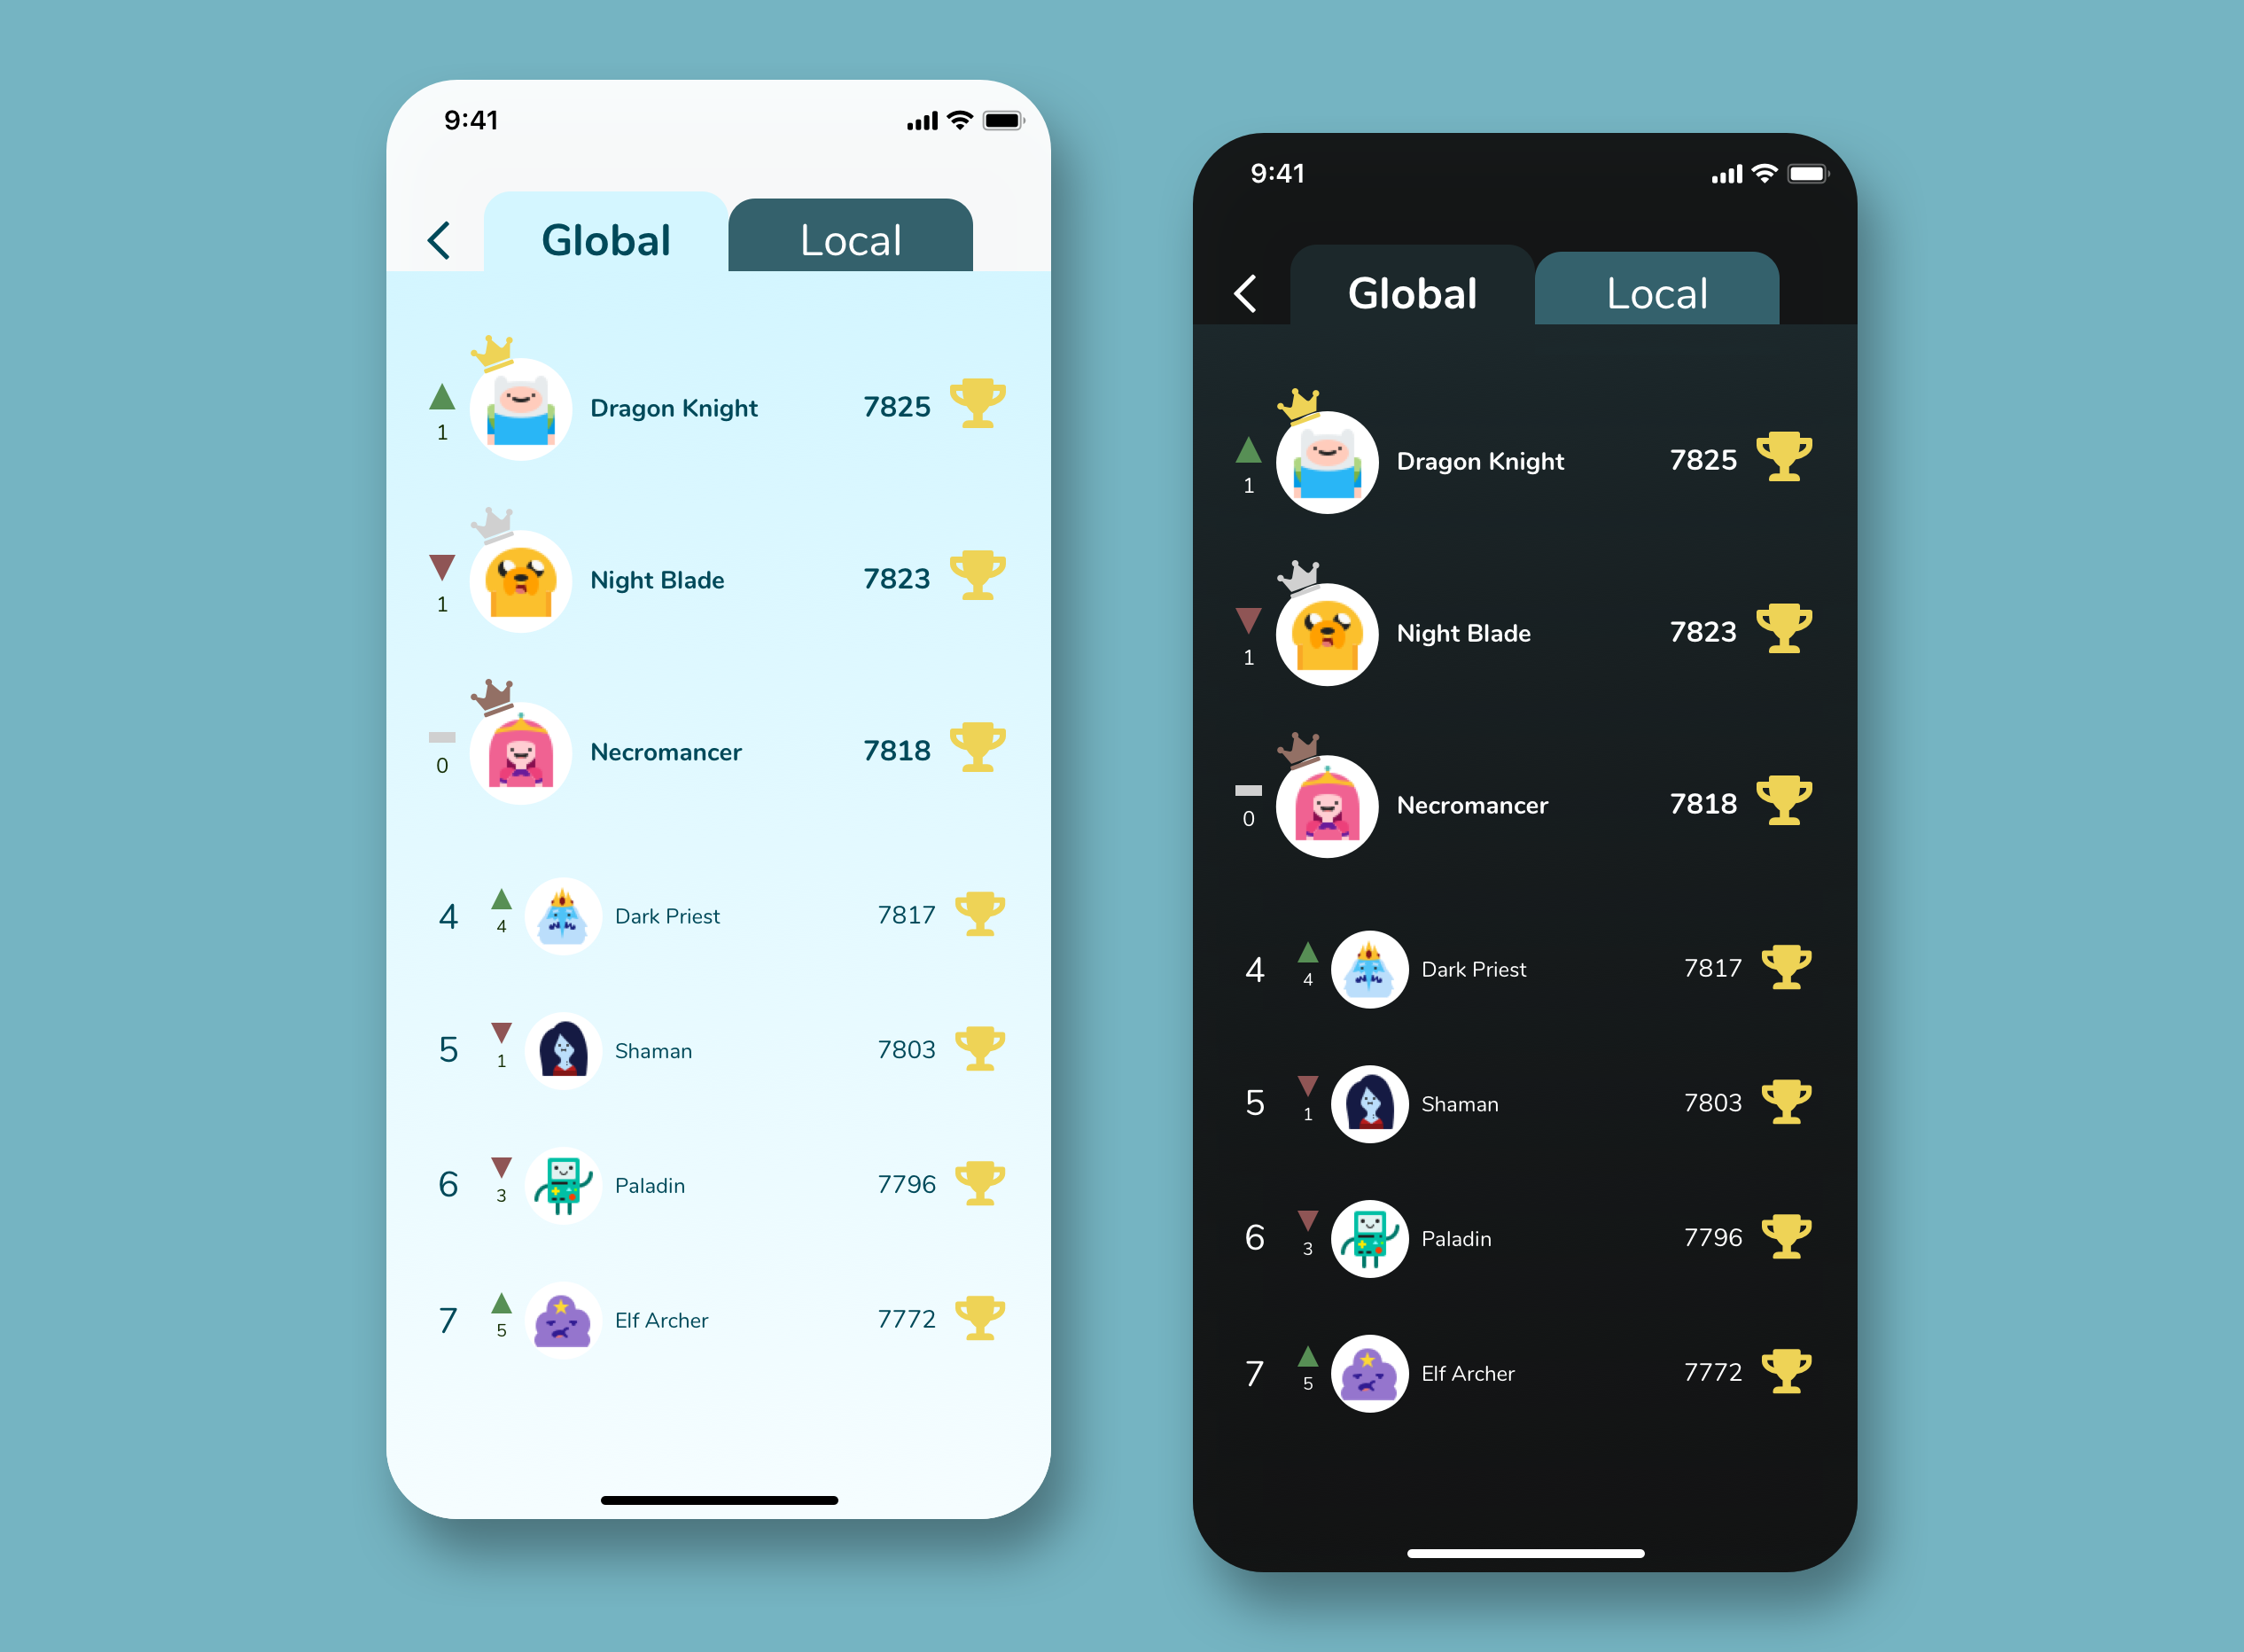 9:41
Global Local
Dragon Knight 7825
1
Night Blade 7823
1
Necromancer 7818
0
4 Dark Priest 7817
4
5 Shaman 7803
1
6 Paladin 7796
3
7 Elf Archer 7772
5
9:41
Global Local
Dragon Knight 7825
1
Night Blade 7823
1
Necromancer 7818
0
4 Dark Priest 7817
4
5 Shaman 7803
1
6 Paladin 7796
3
7 Elf Archer 7772
5